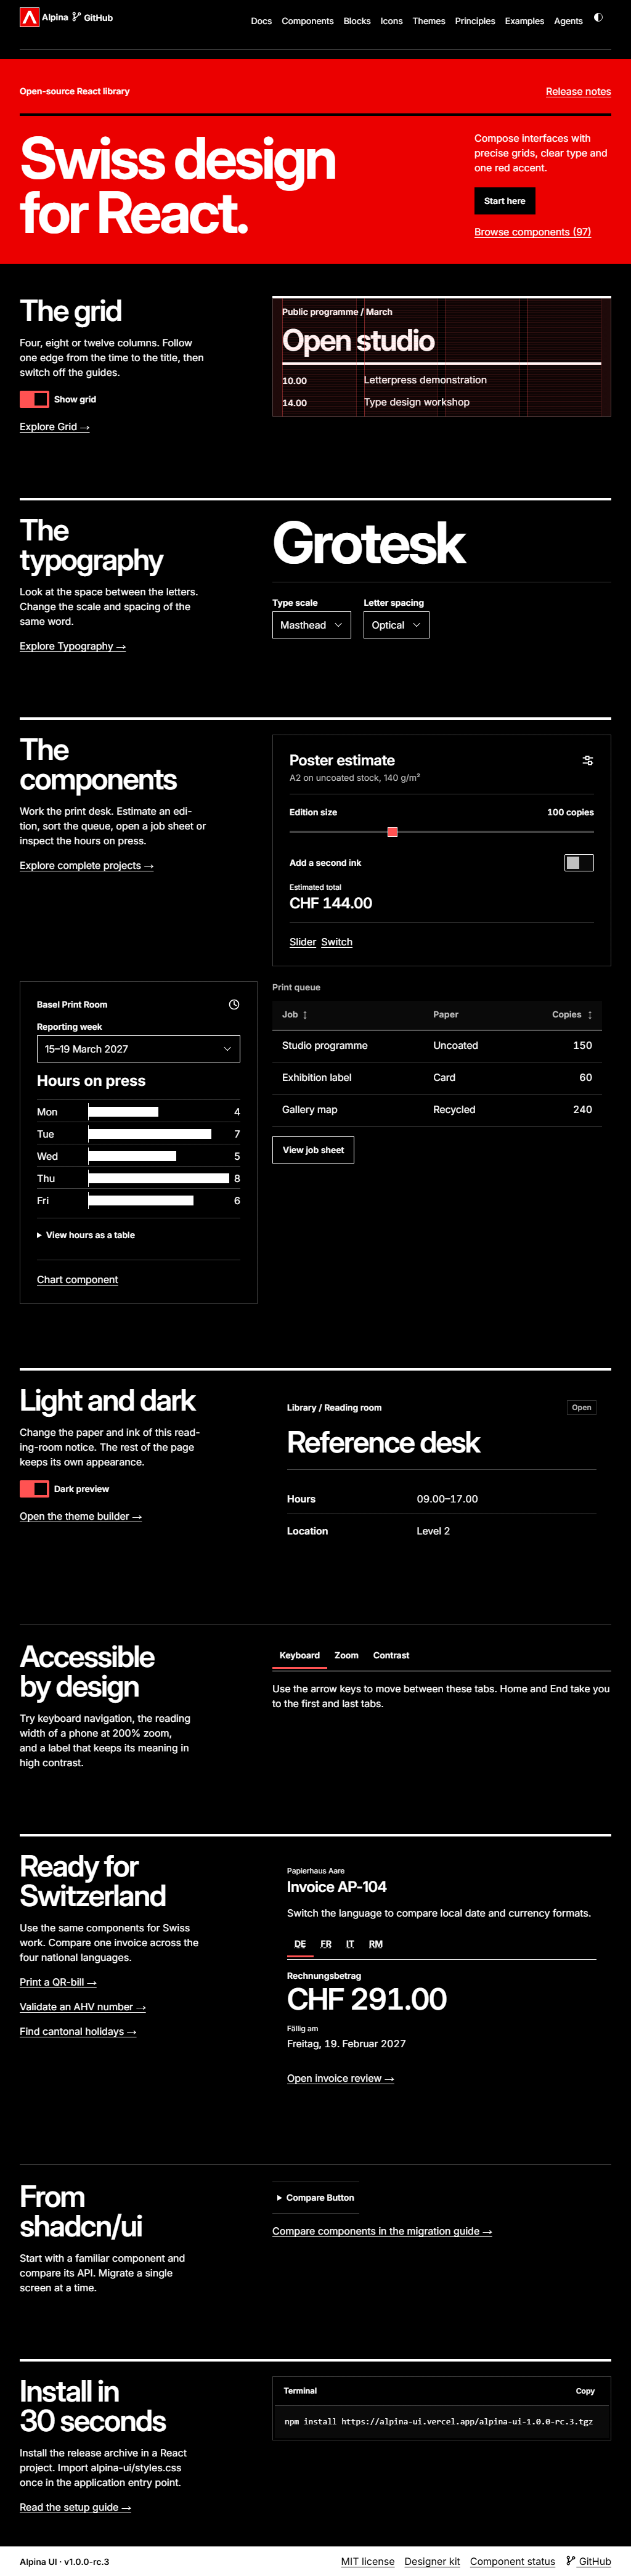 Alpina GitHub
Docs Components Blocks Icons Themes Principles Examples Agents
Open-source React library
Release notes
Swiss design
for React.
Compose interfaces with
precise grids, clear type and
one red accent.
Start here
Browse components (97)
The grid
Four, eight or twelve columns. Follow
one edge from the time to the title, then
switch off the guides.
Show grid
Explore Grid →
Public programme / March
Open studio
10.00 Letterpress demonstration
14.00 Type design workshop
The
typography
Look at the space between the letters.
Change the scale and spacing of the
same word.
Explore Typography →
Grotesk
Type scale Letter spacing
Masthead Optical
The
components
Work the print desk. Estimate an edi-
tion, sort the queue, open a job sheet or
inspect the hours on press.
Explore complete projects →
Poster estimate
A2 on uncoated stock, 140 g/m²
Edition size 100 copies
Add a second ink
Estimated total
CHF 144.00
Slider Switch
Basel Print Room
Reporting week
15–19 March 2027
Hours on press
Mon 4
Tue 7
Wed 5
Thu 8
Fri 6
View hours as a table
Chart component
Print queue
Job ↕ Paper Copies ↕
Studio programme Uncoated 150
Exhibition label Card 60
Gallery map Recycled 240
View job sheet
Light and dark
Change the paper and ink of this read-
ing-room notice. The rest of the page
keeps its own appearance.
Dark preview
Open the theme builder →
Library / Reading room Open
Reference desk
Hours 09.00–17.00
Location Level 2
Accessible
by design
Try keyboard navigation, the reading
width of a phone at 200% zoom,
and a label that keeps its meaning in
high contrast.
Keyboard Zoom Contrast
Use the arrow keys to move between these tabs. Home and End take you
to the first and last tabs.
Ready for
Switzerland
Use the same components for Swiss
work. Compare one invoice across the
four national languages.
Print a QR-bill →
Validate an AHV number →
Find cantonal holidays →
Papierhaus Aare
Invoice AP-104
Switch the language to compare local date and currency formats.
DE FR IT RM
Rechnungsbetrag
CHF 291.00
Fällig am
Freitag, 19. Februar 2027
Open invoice review →
From
shadcn/ui
Start with a familiar component and
compare its API. Migrate a single
screen at a time.
Compare Button
Compare components in the migration guide →
Install in
30 seconds
Install the release archive in a React
project. Import alpina-ui/styles.css
once in the application entry point.
Read the setup guide →
Terminal Copy
npm install https://alpina-ui.vercel.app/alpina-ui-1.0.0-rc.3.tgz
Alpina UI · v1.0.0-rc.3
MIT license Designer kit Component status GitHub